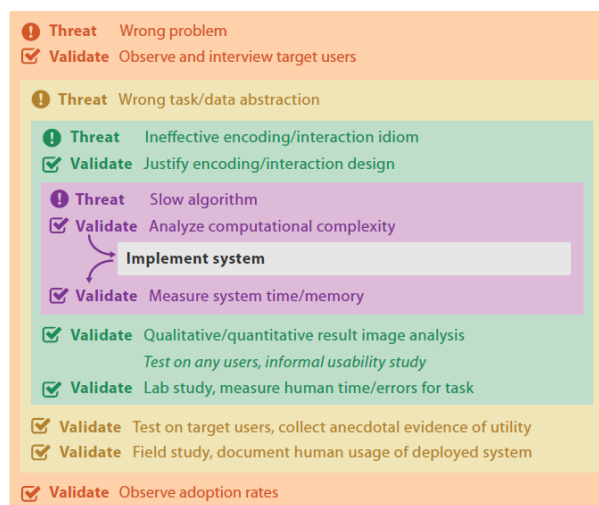 Threat Wrong problem
Validate Observe and interview target users
Threat Wrong task/data abstraction
Threat Ineffective encoding/interaction idiom
Validate Justify encoding/interaction design
Threat Slow algorithm
Validate Analyze computational complexity
Implement system
Validate Measure system time/memory
Validate Qualitative/quantitative result image analysis
Test on any users, informal usability study
Validate Lab study, measure human time/errors for task
Validate Test on target users, collect anecdotal evidence of utility
Validate Field study, document human usage of deployed system
Validate Observe adoption rates